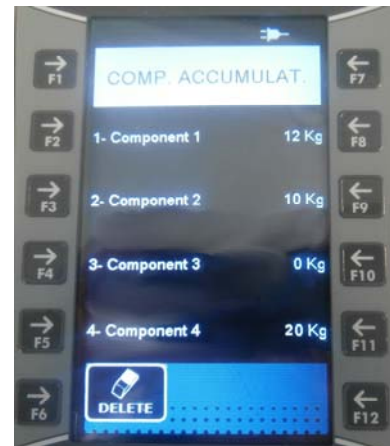 COMP. ACCUMULAT.
F1
F7
1- Component 1 12 Kg
F2
F8
2- Component 2 10 Kg
F3
F9
3- Component 3 0 Kg
F4
F10
4- Component 4 20 Kg
F5
F11
DELETE
F6
F12